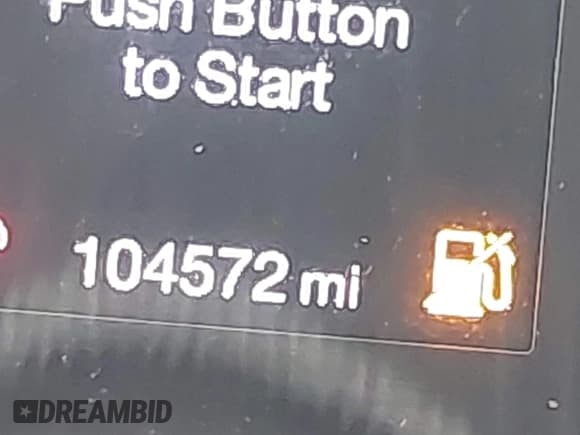 Push Button
to Start
104572 mi
DREAMBID